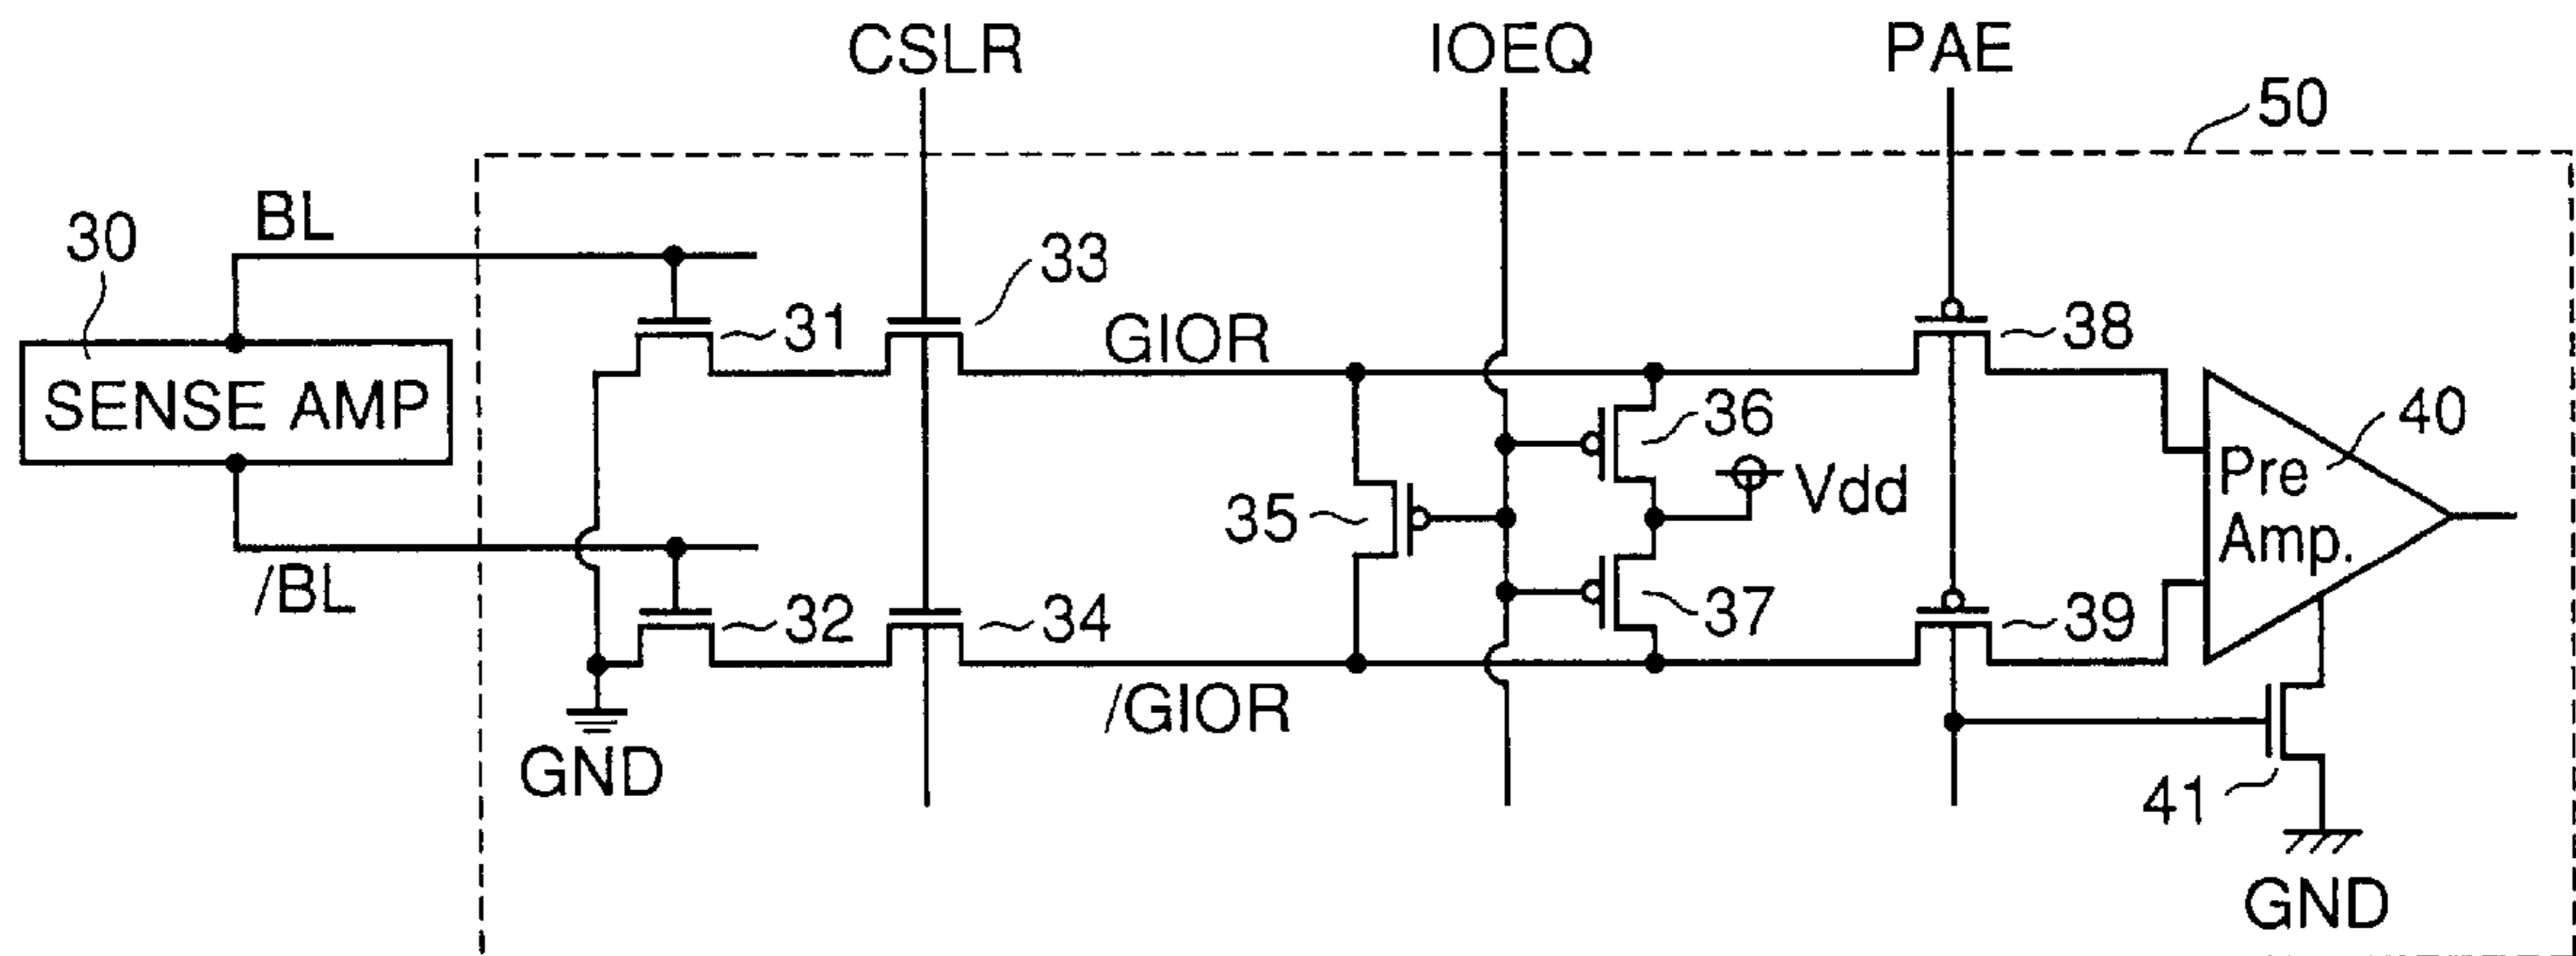 CSLR
IOEQ
PAE
50
BL
30
33
31
GIOR
38
SENSE AMP
36
40
Pre
Amp.
Vdd
35
/BL
32
34
37
39
/GIOR
GND
41
GND